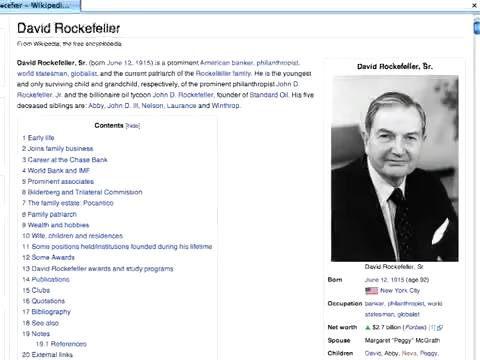 ecefier – Wikipedi...
David Rockefeller
From Wikipedia, the free encyclopedia
David Rockefeller, Sr. (born June 12, 1915) is a prominent American banker, philanthropist,
world statesman, globalist, and the current patriarch of the Rockefeller family. He is the youngest
and only surviving child and grandchild, respectively, of the prominent philanthropist John D.
Rockefeller, Jr. and the billionaire oil tycoon John D. Rockefeller, founder of Standard Oil. His five
deceased siblings are: Abby, John D. III, Nelson, Laurance and Winthrop.
Contents [hide]
1 Early life
2 Joins family business
3 Career at the Chase Bank
4 World Bank and IMF
5 Prominent associates
6 Bilderberg and Trilateral Commission
7 The family estate: Pocantico
8 Family patriarch
9 Wealth and hobbies
10 Wife, children and residences
11 Some positions held/institutions founded during his lifetime
12 Some Awards
13 David Rockefeller awards and study programs
14 Publications
15 Clubs
16 Quotations
17 Bibliography
18 See also
19 Notes
19.1 References
20 External links
David Rockefeller, Sr.
David Rockefeller, Sr
Born June 12, 1915 (age 92)
New York City
Occupation banker, philanthropist, world
statesman, globalist
Net worth ▲ $2.7 billion (Forbes) [1]
Spouse Margaret "Peggy" McGrath
Children David, Abby, Neva, Peggy,